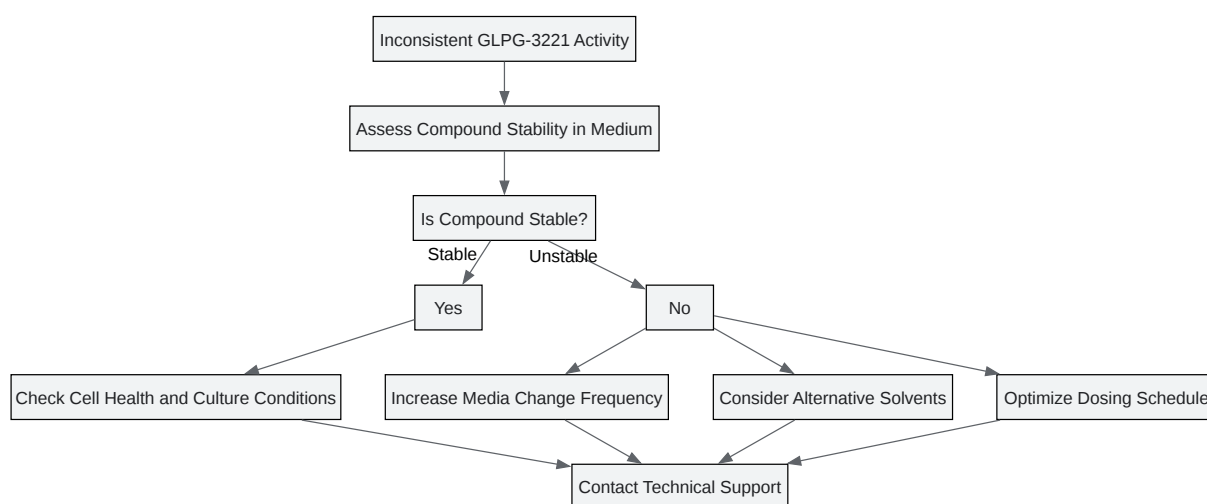 Inconsistent GLPG-3221 Activity
Assess Compound Stability in Medium
Is Compound Stable?
Stable
Unstable
Yes
No
Check Cell Health and Culture Conditions
Increase Media Change Frequency
Consider Alternative Solvents
Optimize Dosing Schedule
Contact Technical Support